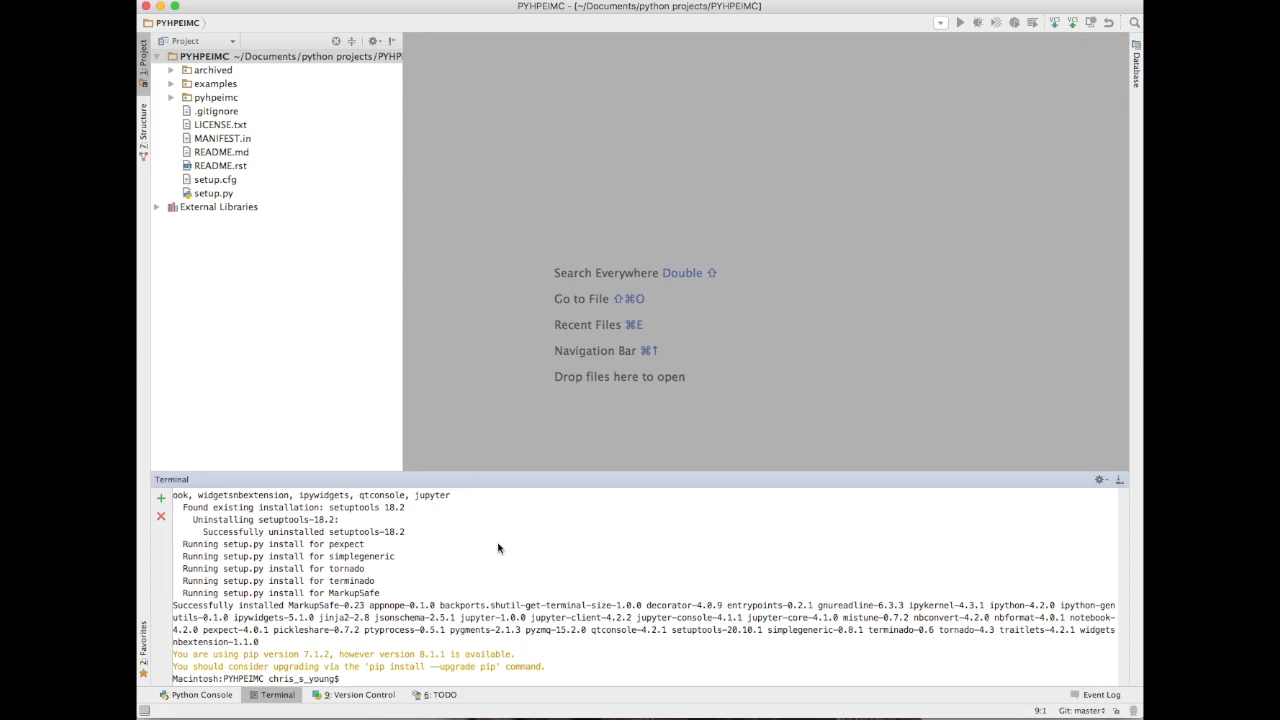 PYHPEIMC - [~/Documents/python projects/PYHPEIMC]
PYHPEIMC
Project
1: Project
7: Structure
2: Favorites
Database
PYHPEIMC ~/Documents/python projects/PYHP
archived
examples
pyhpeimc
.gitignore
LICENSE.txt
MANIFEST.in
README.md
README.rst
setup.cfg
setup.py
External Libraries
Search Everywhere Double ⇧
Go to File ⇧⌘O
Recent Files ⌘E
Navigation Bar ⌘↑
Drop files here to open
Terminal
ook, widgetsnbextension, ipywidgets, qtconsole, jupyter
Found existing installation: setuptools 18.2
Uninstalling setuptools-18.2:
Successfully uninstalled setuptools-18.2
Running setup.py install for pexpect
Running setup.py install for simplegeneric
Running setup.py install for tornado
Running setup.py install for terminado
Running setup.py install for MarkupSafe
Successfully installed MarkupSafe-0.23 appnope-0.1.0 backports.shutil-get-terminal-size-1.0.0 decorator-4.0.9 entrypoints-0.2.1 gnureadline-6.3.3 ipykernel-4.3.1 ipython-4.2.0 ipython-gen
utils-0.1.0 ipywidgets-5.1.0 jinja2-2.8 jsonschema-2.5.1 jupyter-1.0.0 jupyter-client-4.2.2 jupyter-console-4.1.1 jupyter-core-4.1.0 mistune-0.7.2 nbconvert-4.2.0 nbformat-4.0.1 notebook-
4.2.0 pexpect-4.0.1 pickleshare-0.7.2 ptyprocess-0.5.1 pygments-2.1.3 pyzmq-15.2.0 qtconsole-4.2.1 setuptools-20.10.1 simplegeneric-0.8.1 terminado-0.6 tornado-4.3 traitlets-4.2.1 widgets
nbextension-1.1.0
You are using pip version 7.1.2, however version 8.1.1 is available.
You should consider upgrading via the 'pip install --upgrade pip' command.
Macintosh:PYHPEIMC chris_s_young$
Python Console
Terminal
9: Version Control
6: TODO
Event Log
9:1
Git: master
VCS
VCS